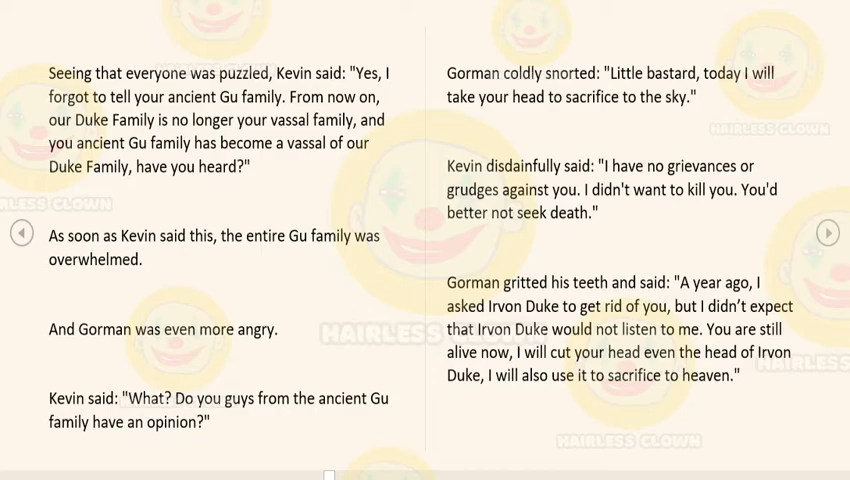 Seeing that everyone was puzzled, Kevin said: "Yes, I
forgot to tell your ancient Gu family. From now on,
our Duke Family is no longer your vassal family, and
you ancient Gu family has become a vassal of our
Duke Family, have you heard?"
As soon as Kevin said this, the entire Gu family was
overwhelmed.
And Gorman was even more angry.
Kevin said: "What? Do you guys from the ancient Gu
family have an opinion?"
Gorman coldly snorted: "Little bastard, today I will
take your head to sacrifice to the sky."
Kevin disdainfully said: "I have no grievances or
grudges against you. I didn't want to kill you. You'd
better not seek death."
Gorman gritted his teeth and said: "A year ago, I
asked Irvon Duke to get rid of you, but I didn’t expect
that Irvon Duke would not listen to me. You are still
alive now, I will cut your head even the head of Irvon
Duke, I will also use it to sacrifice to heaven."
HAIRLESS CLOWN
HAIRLESS CLOWN
HAIRLESS CLOWN